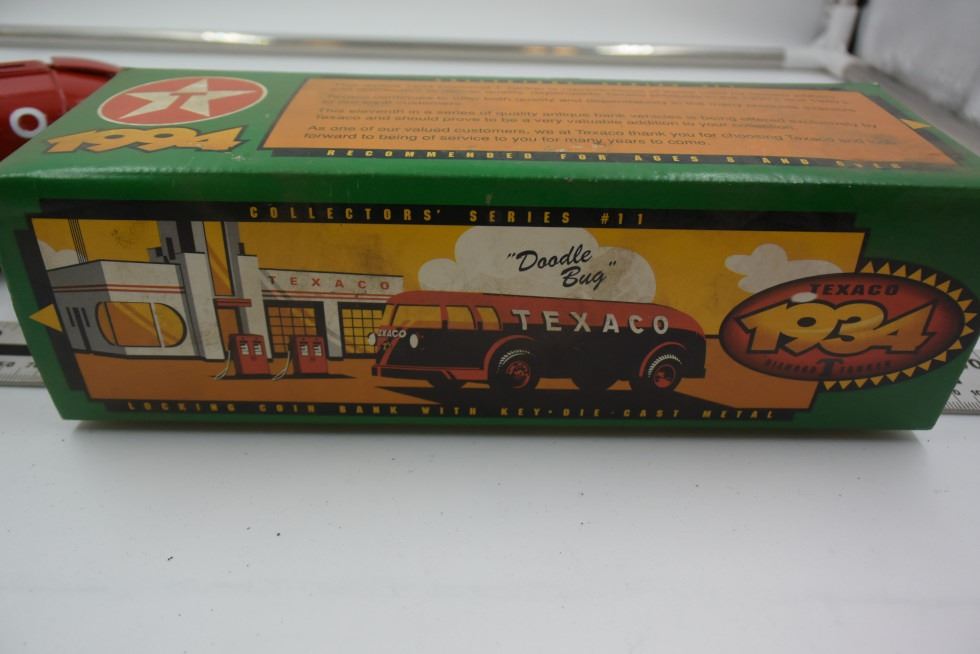 1994
This eleventh in a series of quality antique bank vehicles is being offered exclusively by
Texaco and should prove to be a very valuable addition to your collection.
As one of our valued customers, we at Texaco thank you for choosing Texaco and look
forward to being of service to you for many years to come.
RECOMMENDED FOR AGES 8 AND OVER
COLLECTORS' SERIES #11
"Doodle
Bug"
TEXACO
TEXACO
TEXACO
TEXACO
1934
DIAMOND T TANKER
LOCKING COIN BANK WITH KEY • DIE-CAST METAL